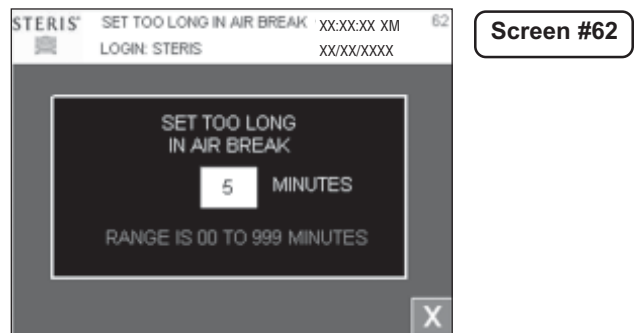 STERIS® SET TOO LONG IN AIR BREAK XX:XX:XX XM 62
LOGIN: STERIS XX/XX/XXXX
Screen #62
SET TOO LONG
IN AIR BREAK
5 MINUTES
RANGE IS 00 TO 999 MINUTES
X